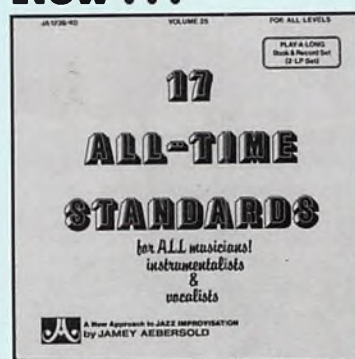 VOLUME 25
FOR ALL LEVELS
PLAY-A-LONG
Book & Record Set
(2-LP Set)
17
ALL-TIME
STANDARDS
for ALL musicians!
instrumentalists
&
vocalists
JA
A New Approach to JAZZ IMPROVISATION
by JAMEY AEBERSOLD